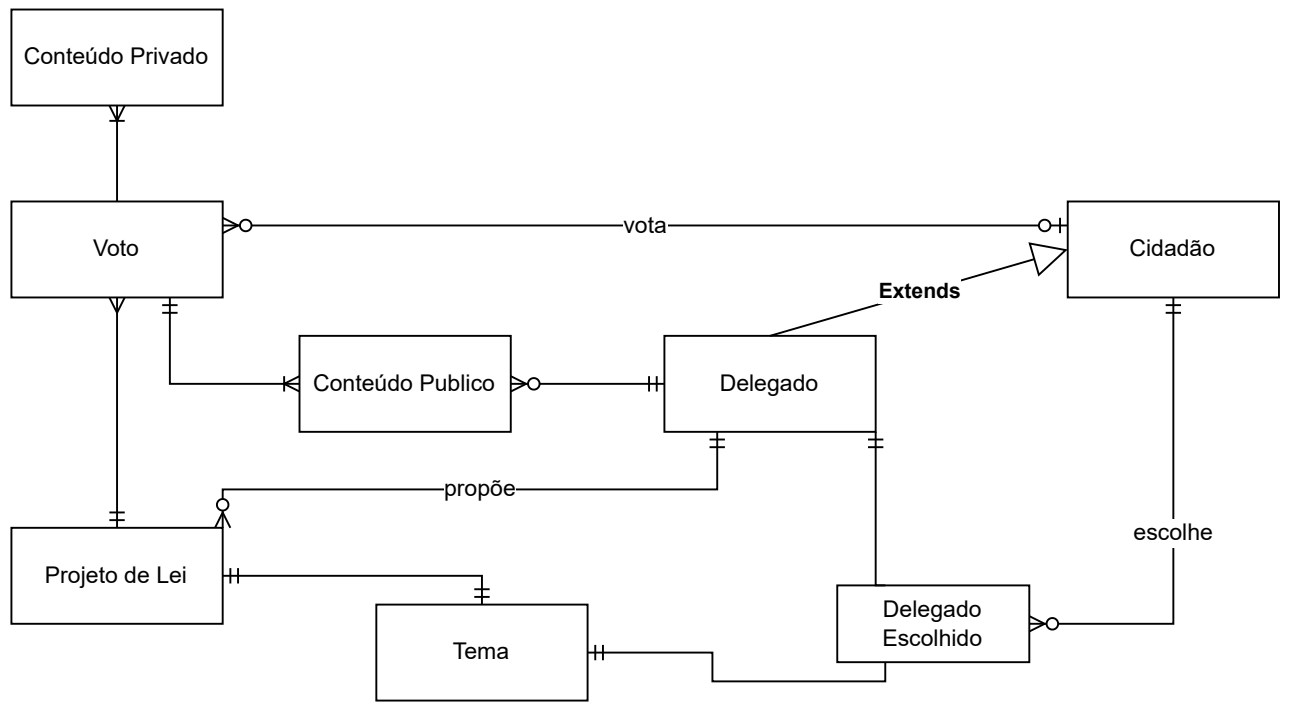 Conteúdo Privado
Voto
vota
Cidadão
Extends
Conteúdo Publico
Delegado
propõe
escolhe
Projeto de Lei
Delegado
Escolhido
Tema